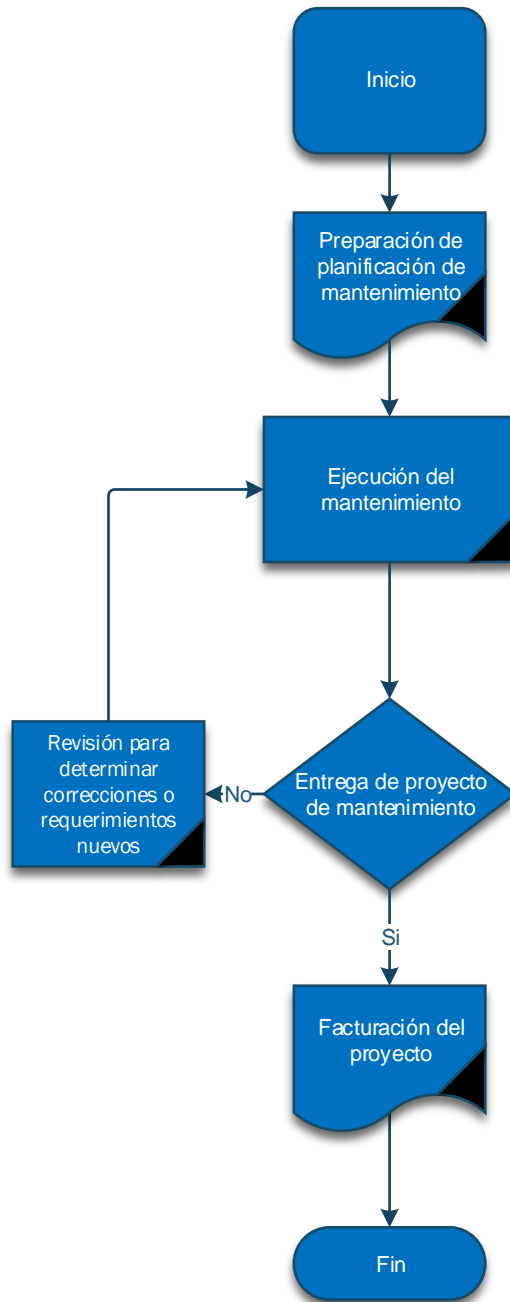 Inicio
Preparación de
planificación de
mantenimiento
Ejecución del
mantenimiento
Revisión para
determinar
correcciones o
requerimientos
nuevos
No
Entrega de proyecto
de mantenimiento
Si
Facturación del
proyecto
Fin